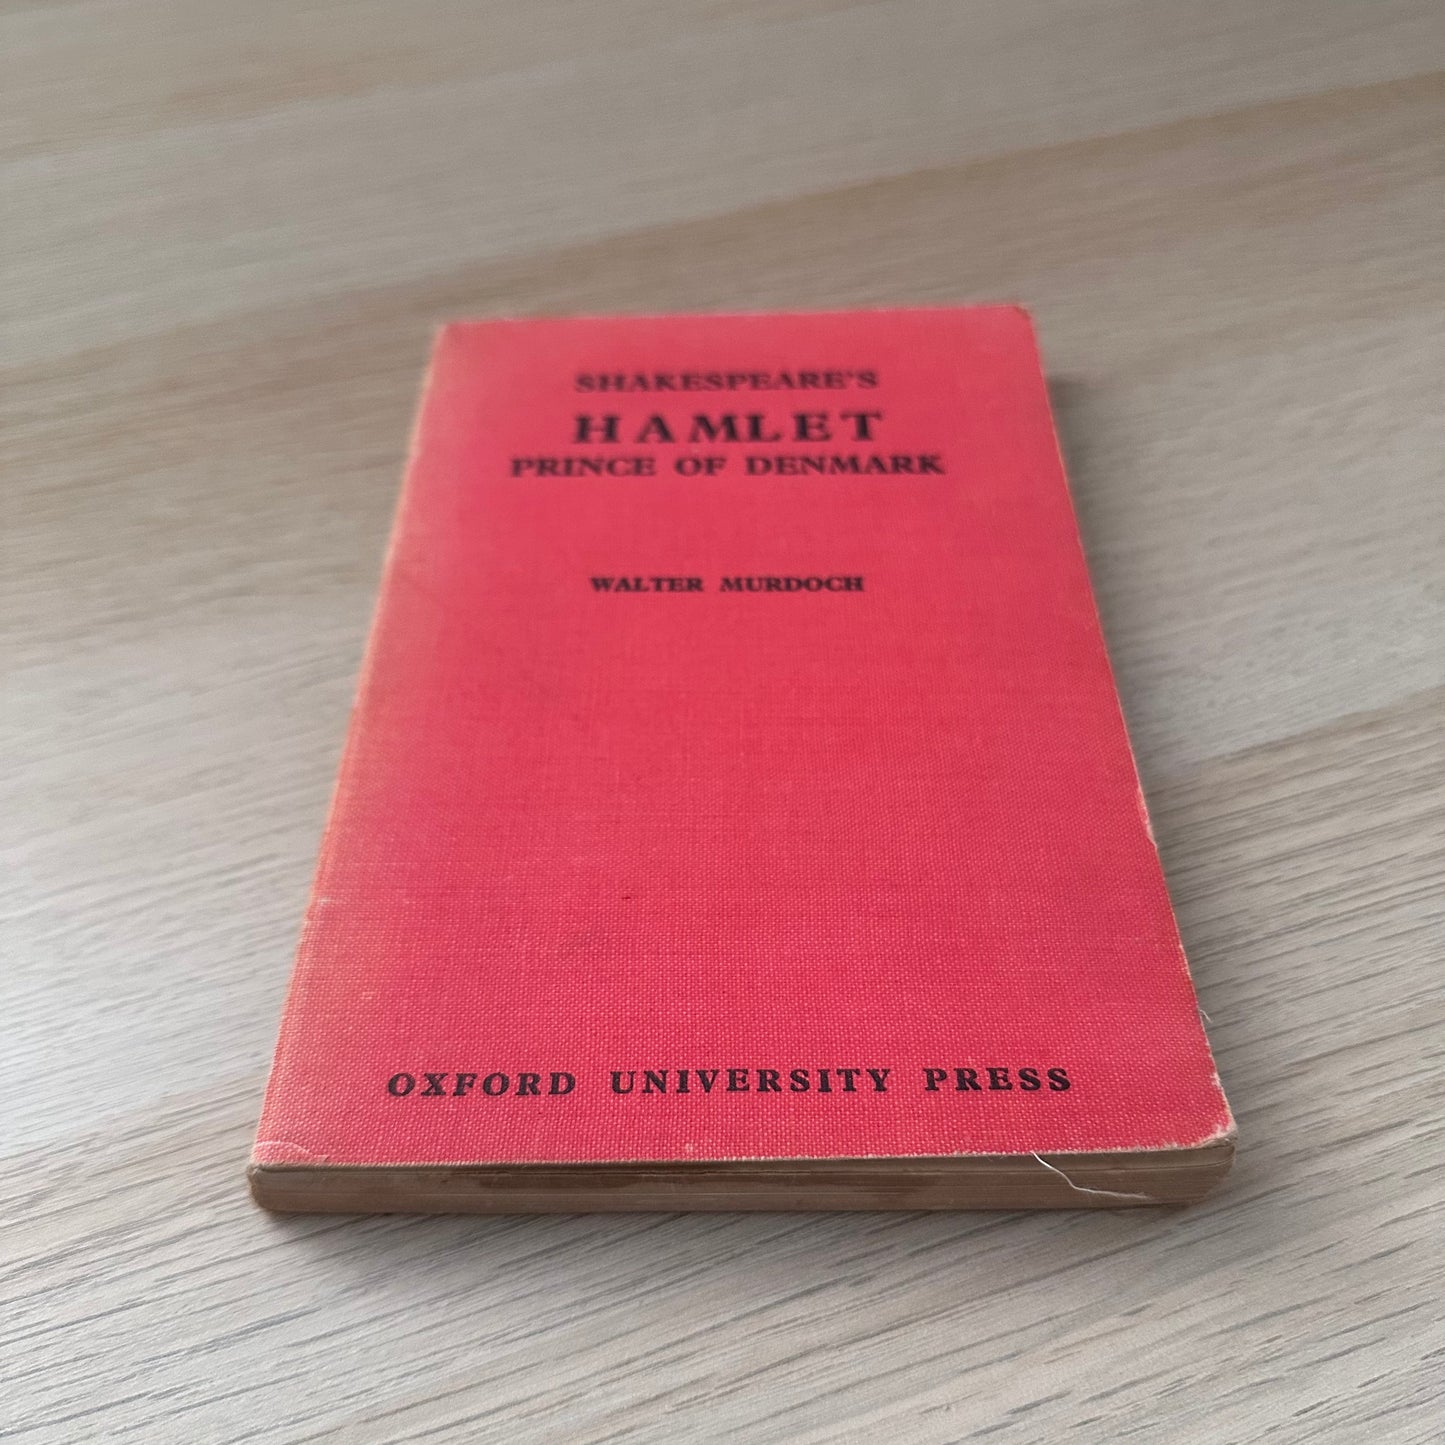 SHAKESPEARE'S
HAMLET
PRINCE OF DENMARK
WALTER MURDOCH
OXFORD UNIVERSITY PRESS